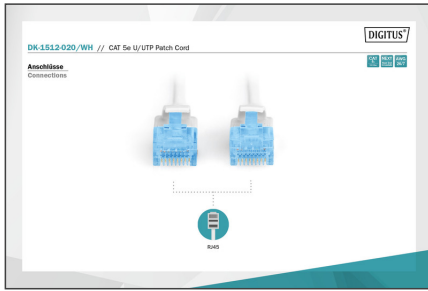 DIGITUS®
DK-1512-020/WH // CAT 5e U/UTP Patch Cord
Anschlüsse
Connections
RJ45